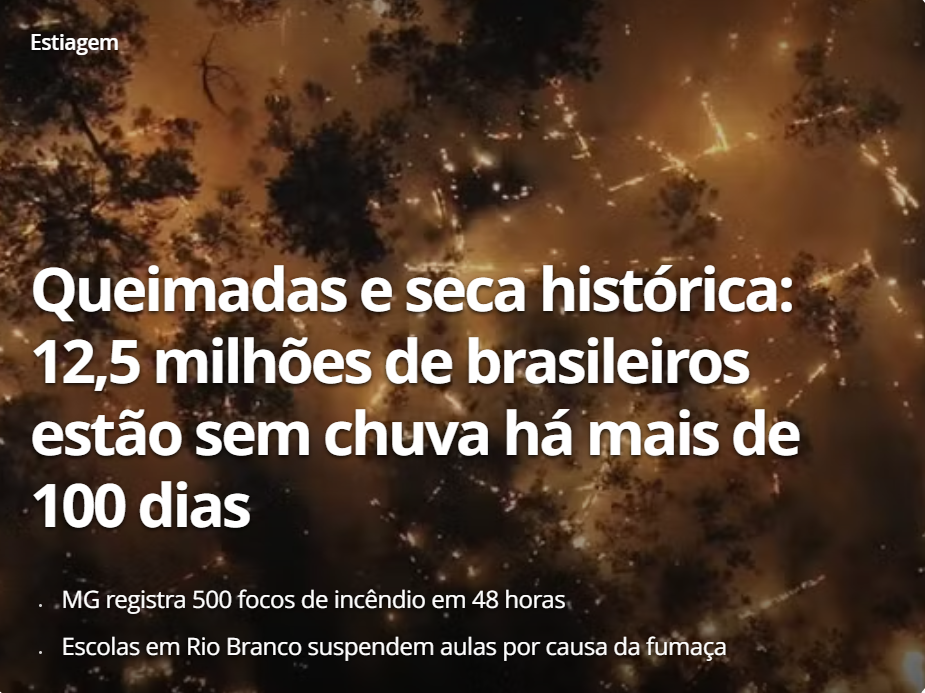 Estiagem
Queimadas e seca histórica:
12,5 milhões de brasileiros
estão sem chuva há mais de
100 dias
. MG registra 500 focos de incêndio em 48 horas
. Escolas em Rio Branco suspendem aulas por causa da fumaça